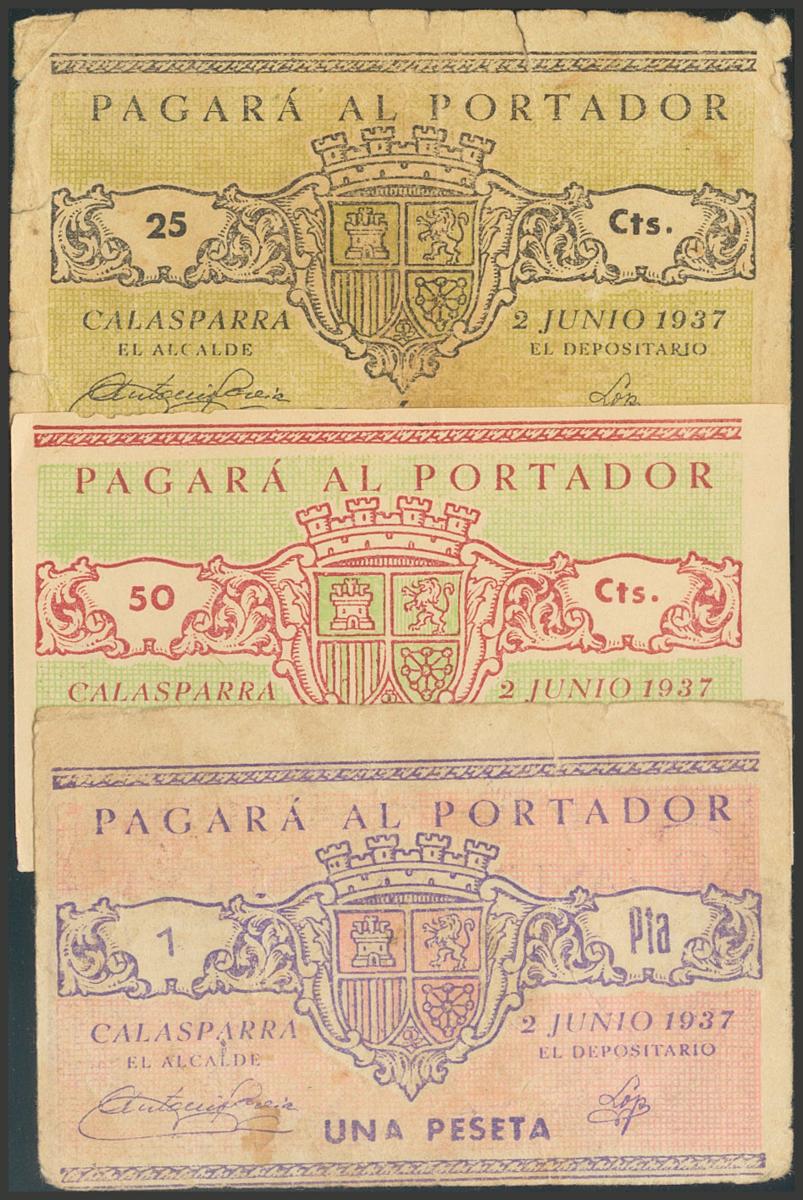 PAGARÁ AL PORTADOR
25 Cts.
CALASPARRA 2 JUNIO 1937
EL ALCALDE EL DEPOSITARIO
PAGARÁ AL PORTADOR
50 Cts.
CALASPARRA 2 JUNIO 1937
PAGARÁ AL PORTADOR
1 Pta
CALASPARRA 2 JUNIO 1937
EL ALCALDE EL DEPOSITARIO
UNA PESETA